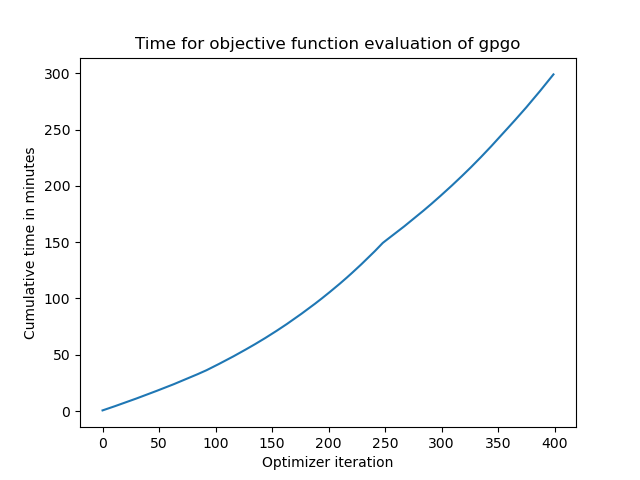 Time for objective function evaluation of gpgo
300
250
200
150
100
50
0
Cumulative time in minutes
0 50 100 150 200 250 300 350 400
Optimizer iteration